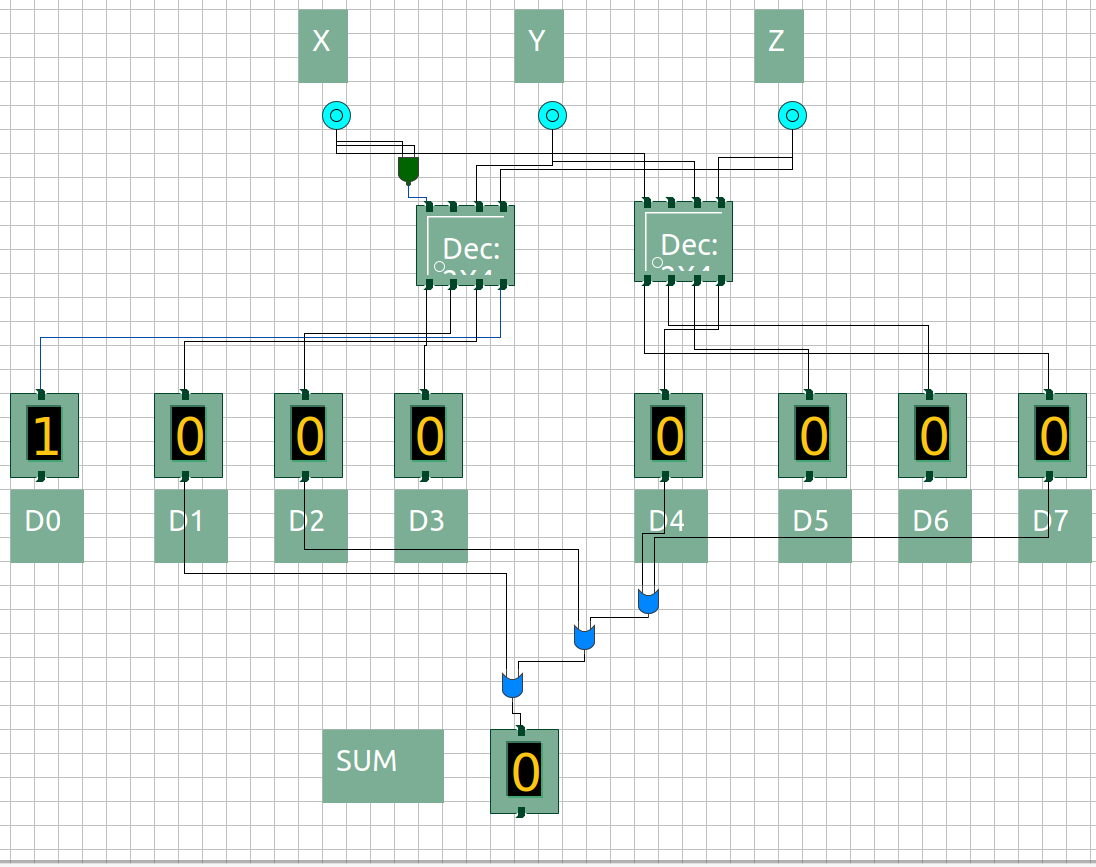 X Y Z
Dec: Dec:
1 0 0 0 0 0 0 0
D0 D1 D2 D3 D4 D5 D6 D7
SUM 0